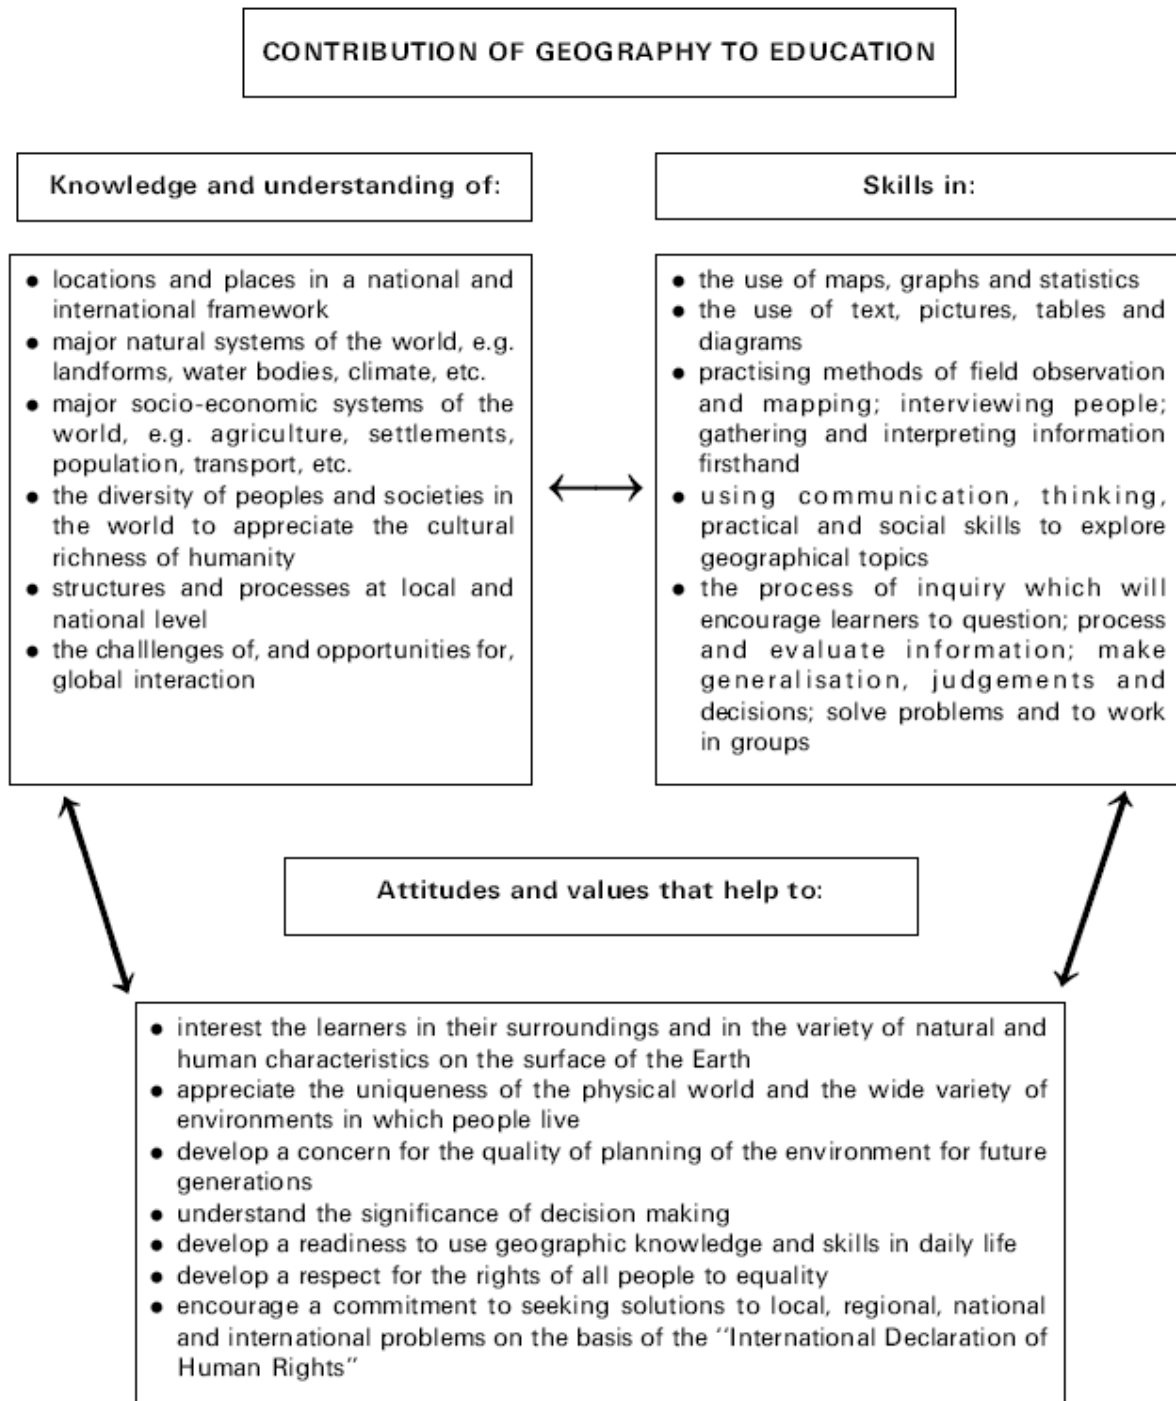 CONTRIBUTION OF GEOGRAPHY TO EDUCATION
Knowledge and understanding of:
● locations and places in a national and
international framework
● major natural systems of the world, e.g.
landforms, water bodies, climate, etc.
● major socio-economic systems of the
world, e.g. agriculture, settlements,
population, transport, etc.
● the diversity of peoples and societies in
the world to appreciate the cultural
richness of humanity
● structures and processes at local and
national level
● the challlenges of, and opportunities for,
global interaction
Skills in:
● the use of maps, graphs and statistics
● the use of text, pictures, tables and
diagrams
● practising methods of field observation
and mapping; interviewing people;
gathering and interpreting information
firsthand
● using communication, thinking,
practical and social skills to explore
geographical topics
● the process of inquiry which will
encourage learners to question; process
and evaluate information; make
generalisation, judgements and
decisions; solve problems and to work
in groups
Attitudes and values that help to:
● interest the learners in their surroundings and in the variety of natural and
human characteristics on the surface of the Earth
● appreciate the uniqueness of the physical world and the wide variety of
environments in which people live
● develop a concern for the quality of planning of the environment for future
generations
● understand the significance of decision making
● develop a readiness to use geographic knowledge and skills in daily life
● develop a respect for the rights of all people to equality
● encourage a commitment to seeking solutions to local, regional, national
and international problems on the basis of the ‘‘International Declaration of
Human Rights’’